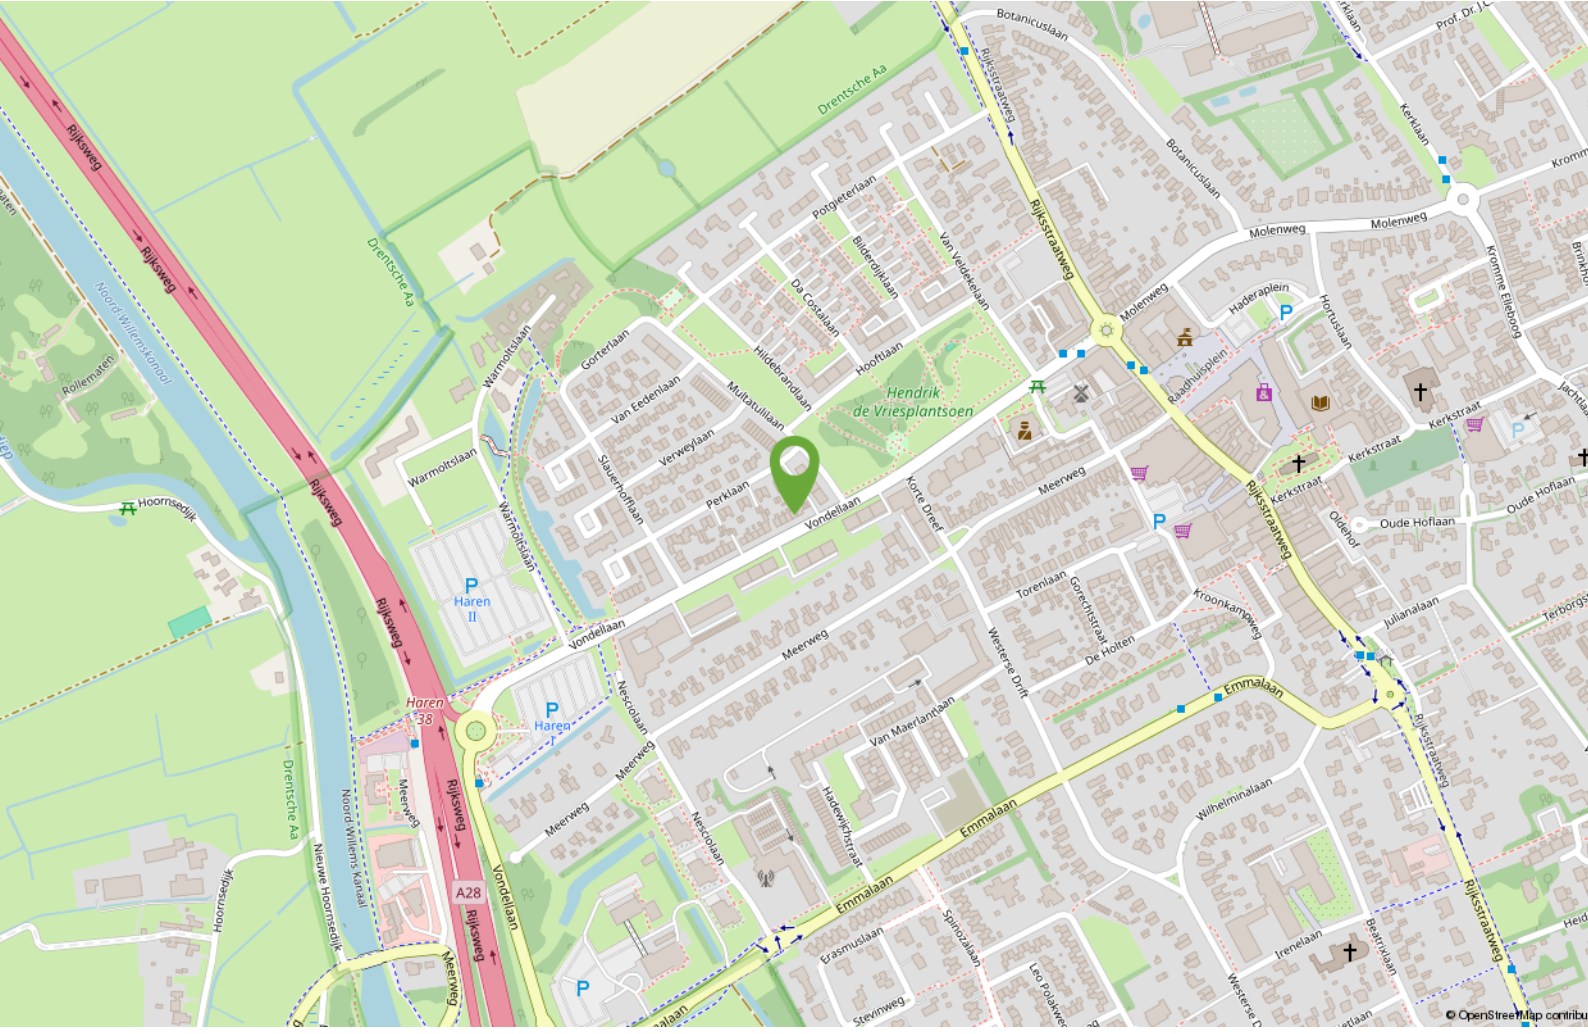 Botanicuslaan
Prof. Dr. J.C.
Rijksstraatweg
Drentsche Aa
Kerklaan
Rijksweg
Botanicuslaan
Potgieterlaan
Rijksstraatweg
Molenweg
Molenweg
Drentsche Aa
Rijksweg
Bilderdijklaan
Van Veldekelaan
Kromme Elleboog
Noord-Willemskanaal
Da Costalaan
Molenweg
Haderaplein
P
Hortuslaan
Warmoltslaan
Gorterlaan
Hildebrandlaan
Hooftlaan
Raadhuisplein
Rollematen
Van Eedenlaan
Multatulilaan
Hendrik
de Vriesplantsoen
Kerkstraat
P
Verweylaan
Kerkstraat
Warmoltslaan
Slauerhofflaan
Perklaan
Korte Dreef
Meerweg
Kerkstraat
Rijksweg
Hoornsedijk
Vondellaan
P
Rijksstraatweg
Oude Hoflaan
Oude Hoflaan
Oldehof
Warmoltslaan
P
Haren
II
Torenlaan
Gorechtstraat
Kroonkampweg
Julianalaan
Rijksweg
Vondellaan
Meerweg
De Holten
Westerse Drift
Emmalaan
Nesciolaan
Haren
38
P
Haren
I
Van Maerlantlaan
Rijksstraatweg
Meerweg
Drentsche Aa
Noord-Willems Kanaal
Meerweg
Rijksweg
Meerweg
Nesciolaan
Hadewijchstraat
Emmalaan
Wilhelminalaan
Nieuwe Hoornsedijk
Hoornsedijk
A28
Vondellaan
Emmalaan
Rijksstraatweg
Rijksweg
Spinozalaan
Erasmuslaan
Irenelaan
Beatrixlaan
Meerweg
P
Leo Polakweg
Stevinweg
© OpenStreetMap contribu